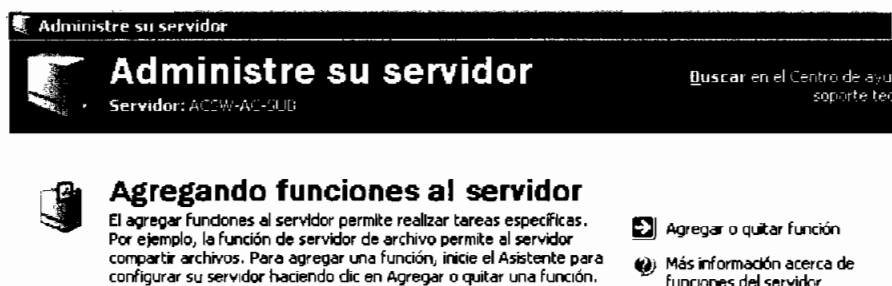 Administre su servidor
Administre su servidor
Servidor: ACSW-AC-SUB
Buscar en el Centro de ayu
soporte tec
Agregando funciones al servidor
El agregar funciones al servidor permite realizar tareas específicas.
Por ejemplo, la función de servidor de archivo permite al servidor
compartir archivos. Para agregar una función, inicie el Asistente para
configurar su servidor haciendo clic en Agregar o quitar una función.
Agregar o quitar función
Más información acerca de
funciones del servidor